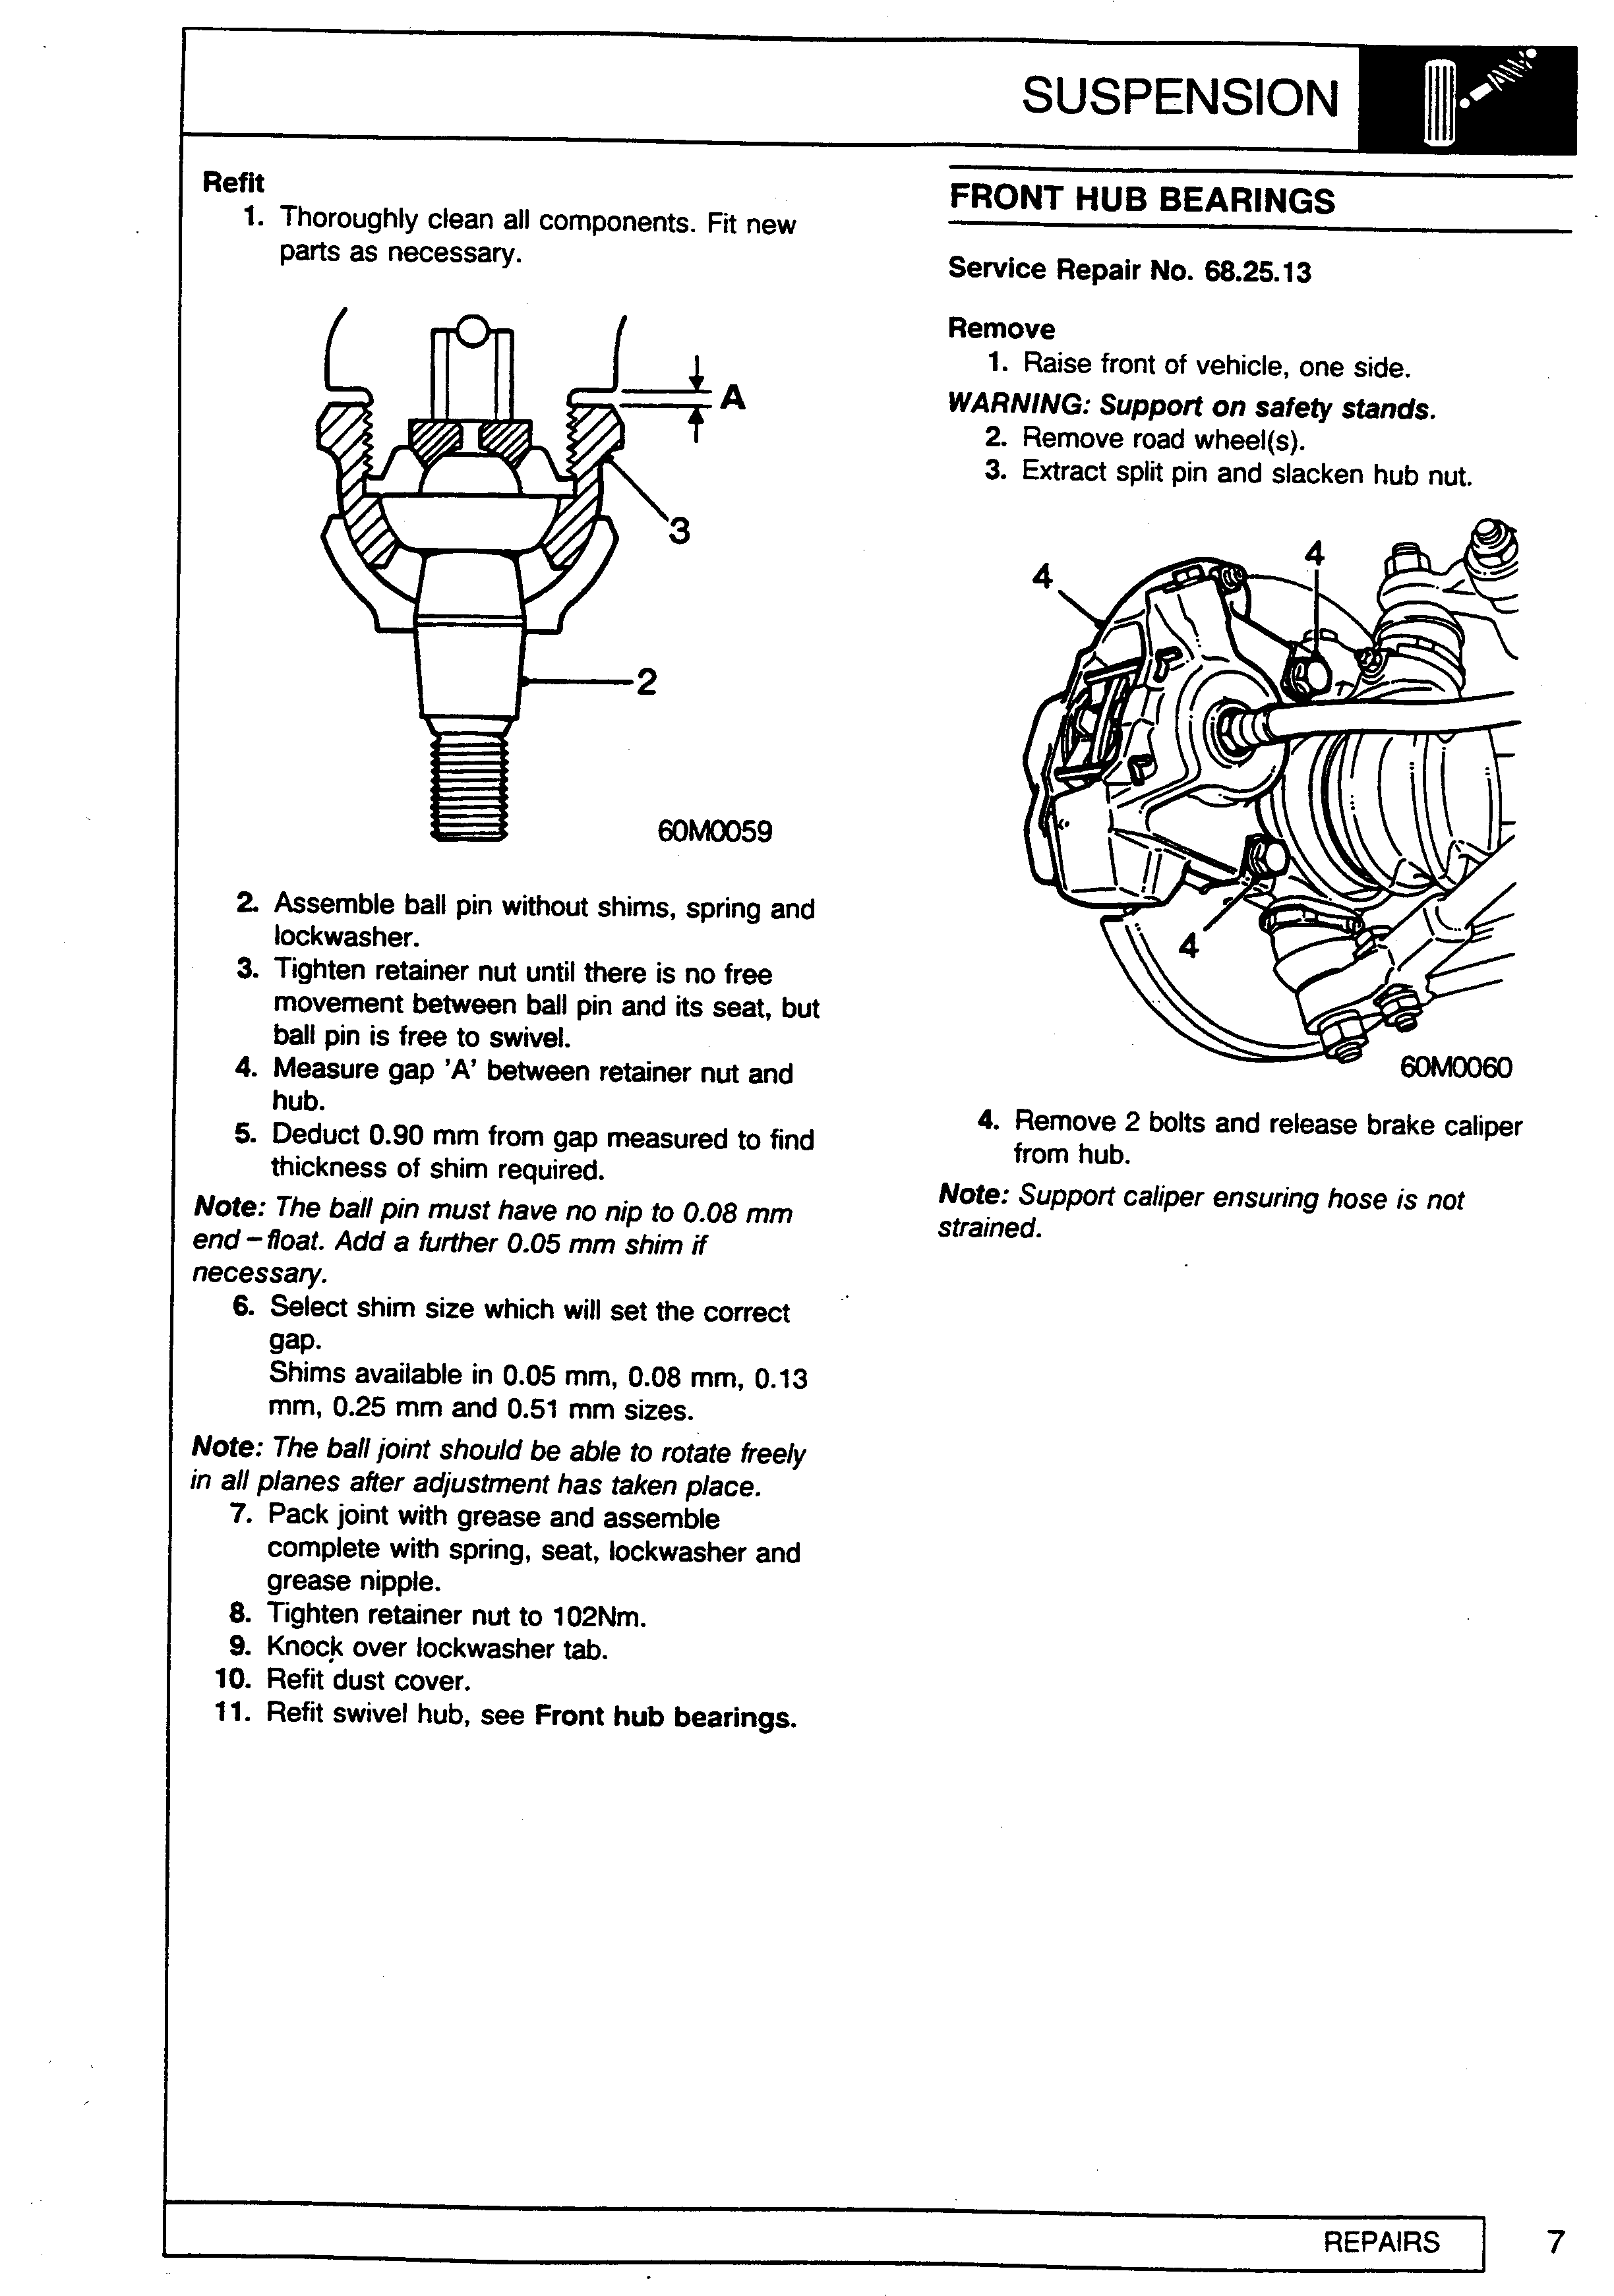 SUSPENSION
Refit
1. Thoroughly clean all components. Fit new
parts as necessary.
A
3
2
60M0059
2. Assemble ball pin without shims, spring and
lockwasher.
3. Tighten retainer nut until there is no free
movement between ball pin and its seat, but
ball pin is free to swivel.
4. Measure gap 'A' between retainer nut and
hub.
5. Deduct 0.90 mm from gap measured to find
thickness of shim required.
Note: The ball pin must have no nip to 0.08 mm
end-float. Add a further 0.05 mm shim if
necessary.
6. Select shim size which will set the correct
gap.
Shims available in 0.05 mm, 0.08 mm, 0.13
mm, 0.25 mm and 0.51 mm sizes.
Note: The ball joint should be able to rotate freely
in all planes after adjustment has taken place.
7. Pack joint with grease and assemble
complete with spring, seat, lockwasher and
grease nipple.
8. Tighten retainer nut to 102Nm.
9. Knock over lockwasher tab.
10. Refit dust cover.
11. Refit swivel hub, see Front hub bearings.
FRONT HUB BEARINGS
Service Repair No. 68.25.13
Remove
1. Raise front of vehicle, one side.
WARNING: Support on safety stands.
2. Remove road wheel(s).
3. Extract split pin and slacken hub nut.
4
4
4
60M0060
4. Remove 2 bolts and release brake caliper
from hub.
Note: Support caliper ensuring hose is not
strained.
REPAIRS
7